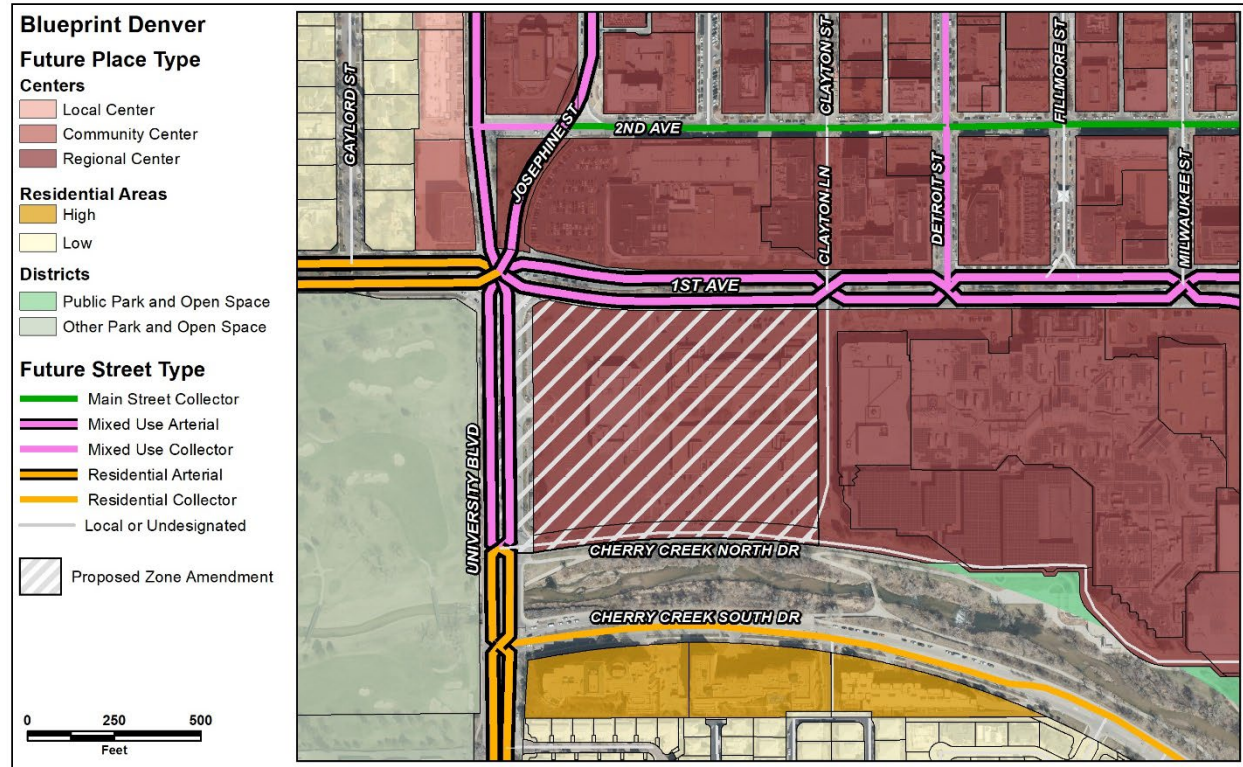 Blueprint Denver
Future Place Type
Centers
Local Center
Community Center
Regional Center
Residential Areas
High
Low
Districts
Public Park and Open Space
Other Park and Open Space
Future Street Type
Main Street Collector
Mixed Use Arterial
Mixed Use Collector
Residential Arterial
Residential Collector
Local or Undesignated
Proposed Zone Amendment
0 250 500
Feet
GAYLORD ST
JOSEPHINE ST
2ND AVE
CLAYTON ST
CLAYTON LN
DETROIT ST
FILLMORE ST
MILWAUKEE ST
1ST AVE
UNIVERSITY BLVD
CHERRY CREEK NORTH DR
CHERRY CREEK SOUTH DR